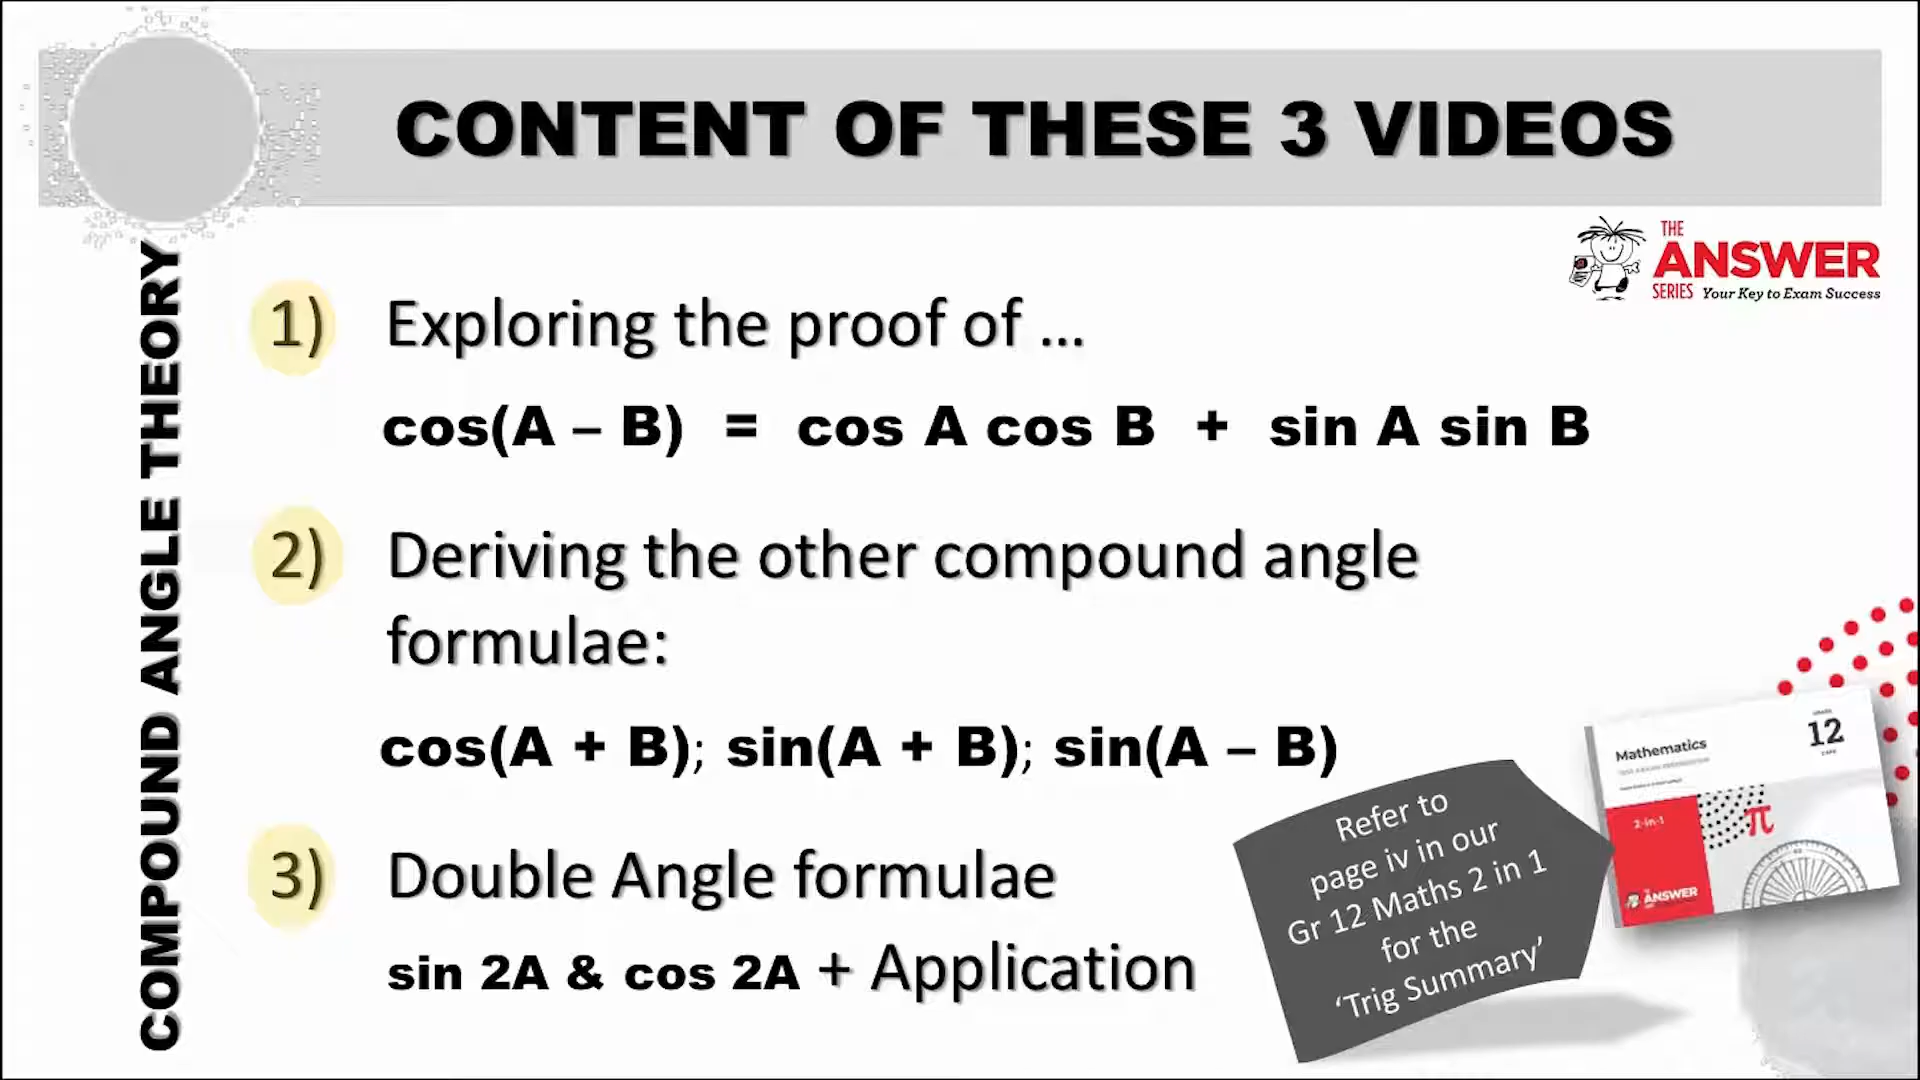 CONTENT OF THESE 3 VIDEOS
THE
ANSWER
SERIES Your Key to Exam Success
COMPOUND ANGLE THEORY
1) Exploring the proof of ...
cos(A – B) = cos A cos B + sin A sin B
2) Deriving the other compound angle
formulae:
cos(A + B); sin(A + B); sin(A – B)
3) Double Angle formulae
sin 2A & cos 2A + Application
Refer to
page iv in our
Gr 12 Maths 2 in 1
for the
‘Trig Summary’
GRADE
12
CAPS
Mathematics
2-in-1
π
THE
ANSWER